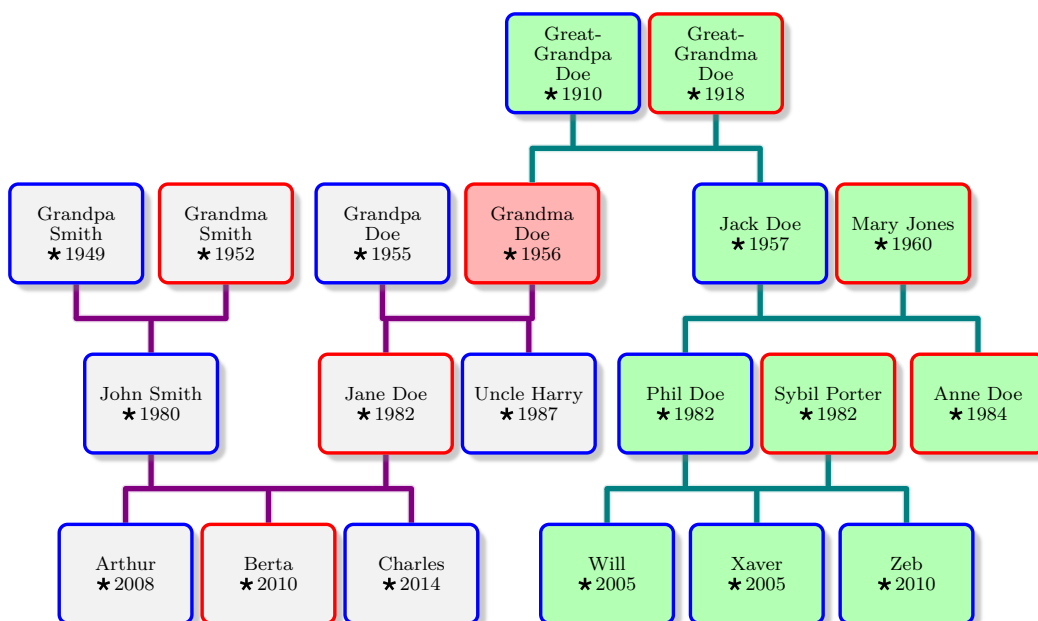 Great-
Grandpa
Doe
★ 1910
Great-
Grandma
Doe
★ 1918
Grandpa
Smith
★ 1949
Grandma
Smith
★ 1952
Grandpa
Doe
★ 1955
Grandma
Doe
★ 1956
Jack Doe
★ 1957
Mary Jones
★ 1960
John Smith
★ 1980
Jane Doe
★ 1982
Uncle Harry
★ 1987
Phil Doe
★ 1982
Sybil Porter
★ 1982
Anne Doe
★ 1984
Arthur
★ 2008
Berta
★ 2010
Charles
★ 2014
Will
★ 2005
Xaver
★ 2005
Zeb
★ 2010